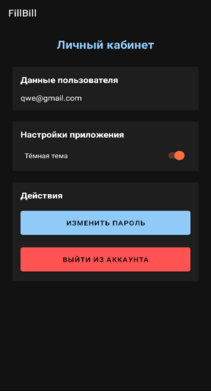 FillBill
Личный кабинет
Данные пользователя
qwe@gmail.com
Настройки приложения
Тёмная тема
Действия
ИЗМЕНИТЬ ПАРОЛЬ
ВЫЙТИ ИЗ АККАУНТА